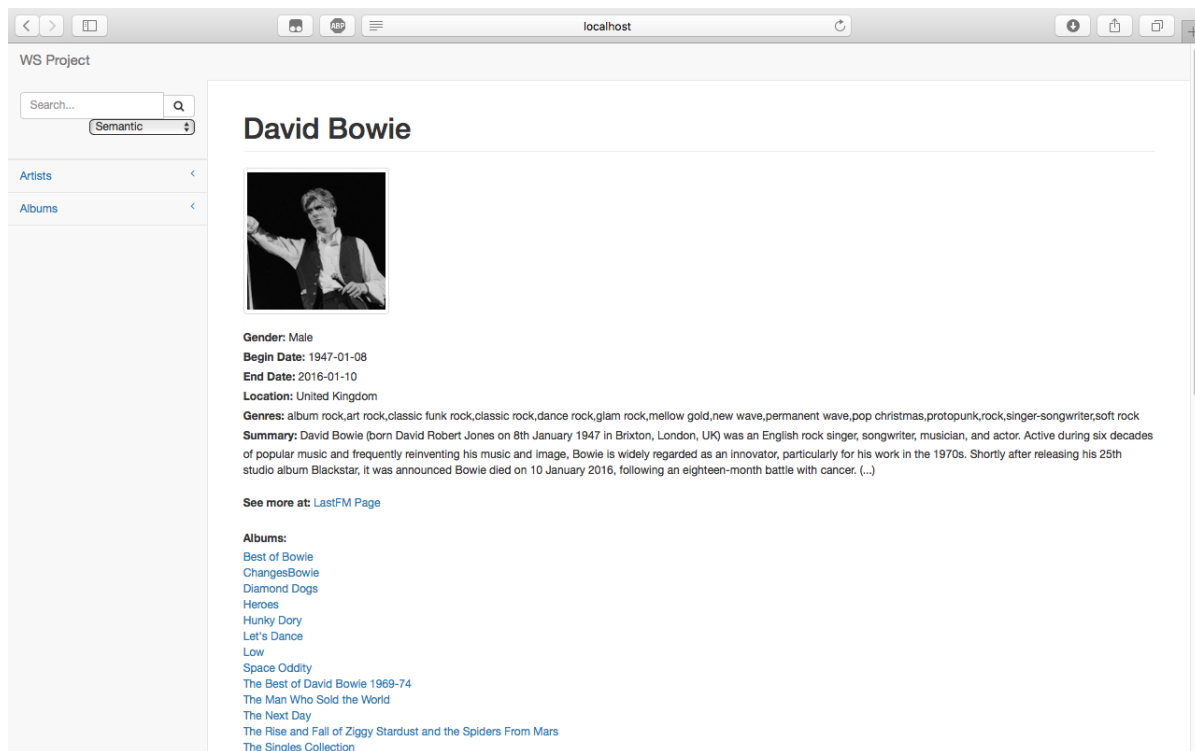 ABP
localhost
WS Project
Search...
Semantic
Artists
Albums
David Bowie
Gender: Male
Begin Date: 1947-01-08
End Date: 2016-01-10
Location: United Kingdom
Genres: album rock,art rock,classic funk rock,classic rock,dance rock,glam rock,mellow gold,new wave,permanent wave,pop christmas,protopunk,rock,singer-songwriter,soft rock
Summary: David Bowie (born David Robert Jones on 8th January 1947 in Brixton, London, UK) was an English rock singer, songwriter, musician, and actor. Active during six decades
of popular music and frequently reinventing his music and image, Bowie is widely regarded as an innovator, particularly for his work in the 1970s. Shortly after releasing his 25th
studio album Blackstar, it was announced Bowie died on 10 January 2016, following an eighteen-month battle with cancer. (...)
See more at: LastFM Page
Albums:
Best of Bowie
ChangesBowie
Diamond Dogs
Heroes
Hunky Dory
Let's Dance
Low
Space Oddity
The Best of David Bowie 1969-74
The Man Who Sold the World
The Next Day
The Rise and Fall of Ziggy Stardust and the Spiders From Mars
The Singles Collection